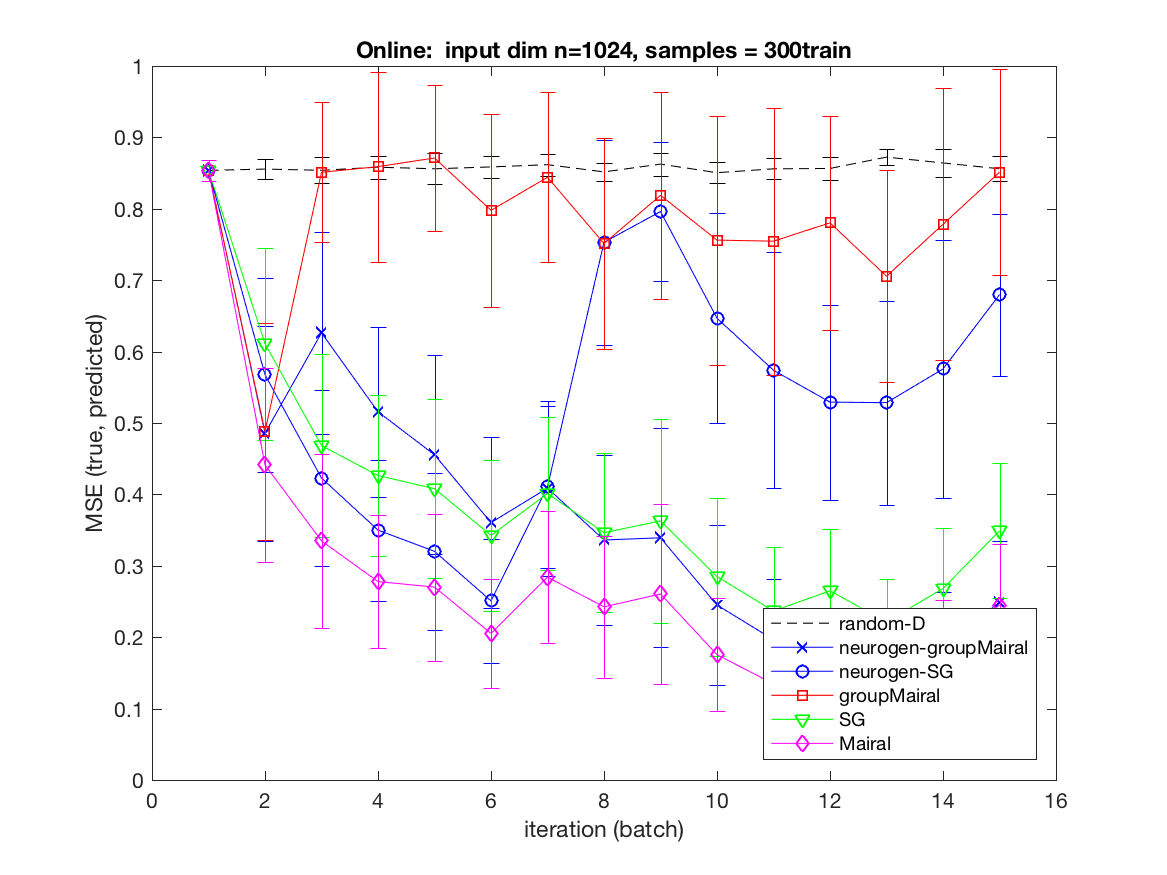 Online:  input dim n=1024, samples = 300train
1
0.9
0.8
0.7
0.6
0.5
0.4
0.3
0.2
0.1
0
MSE (true, predicted)
0 2 4 6 8 10 12 14 16
iteration (batch)
random-D
neurogen-groupMairal
neurogen-SG
groupMairal
SG
Mairal